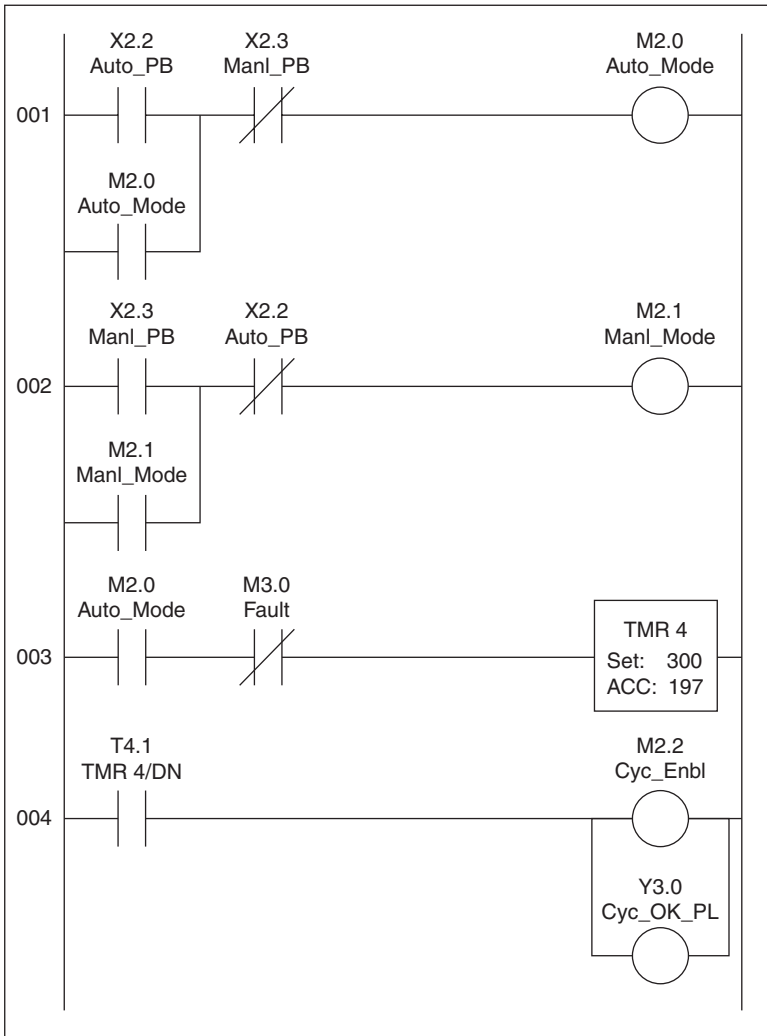 X2.2 X2.3 M2.0
Auto_PB Manl_PB Auto_Mode
001
M2.0
Auto_Mode
X2.3 X2.2 M2.1
Manl_PB Auto_PB Manl_Mode
002
M2.1
Manl_Mode
M2.0 M3.0
Auto_Mode Fault
TMR 4
003
Set: 300
ACC: 197
T4.1 M2.2
TMR 4/DN Cyc_Enbl
004
Y3.0
Cyc_OK_PL